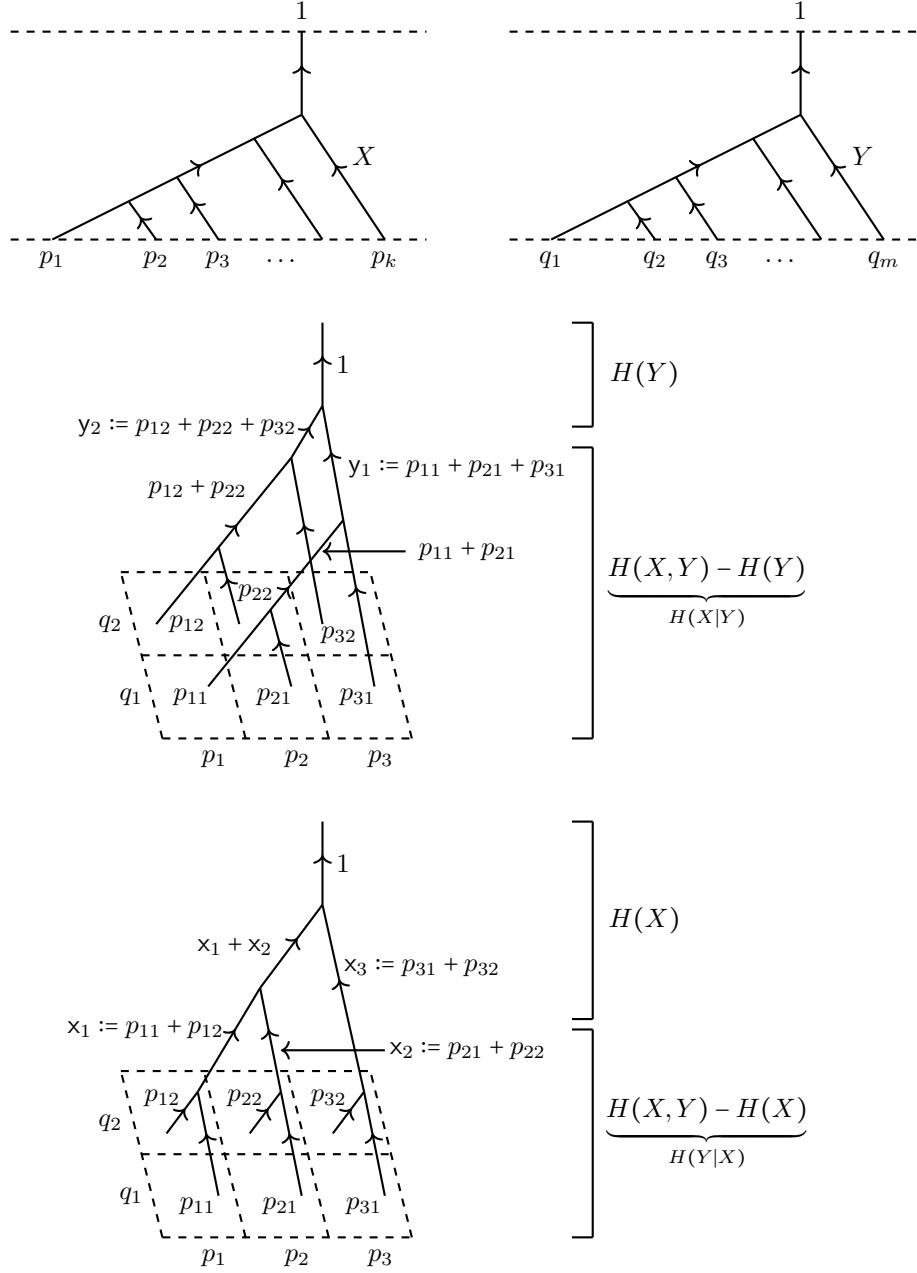 1 1
X Y
p₁ p₂ p₃ ... pₖ q₁ q₂ q₃ ... qₘ
1
H(Y)
y₂ := p₁₂ + p₂₂ + p₃₂
y₁ := p₁₁ + p₂₁ + p₃₁
p₁₂ + p₂₂
p₁₁ + p₂₁
H(X,Y) − H(Y)
H(X|Y)
q₂ p₁₂ p₂₂ p₃₂
q₁ p₁₁ p₂₁ p₃₁
p₁ p₂ p₃
1
H(X)
x₁ + x₂
x₃ := p₃₁ + p₃₂
x₁ := p₁₁ + p₁₂
x₂ := p₂₁ + p₂₂
q₂ p₁₂ p₂₂ p₃₂
H(X,Y) − H(X)
H(Y|X)
q₁ p₁₁ p₂₁ p₃₁
p₁ p₂ p₃